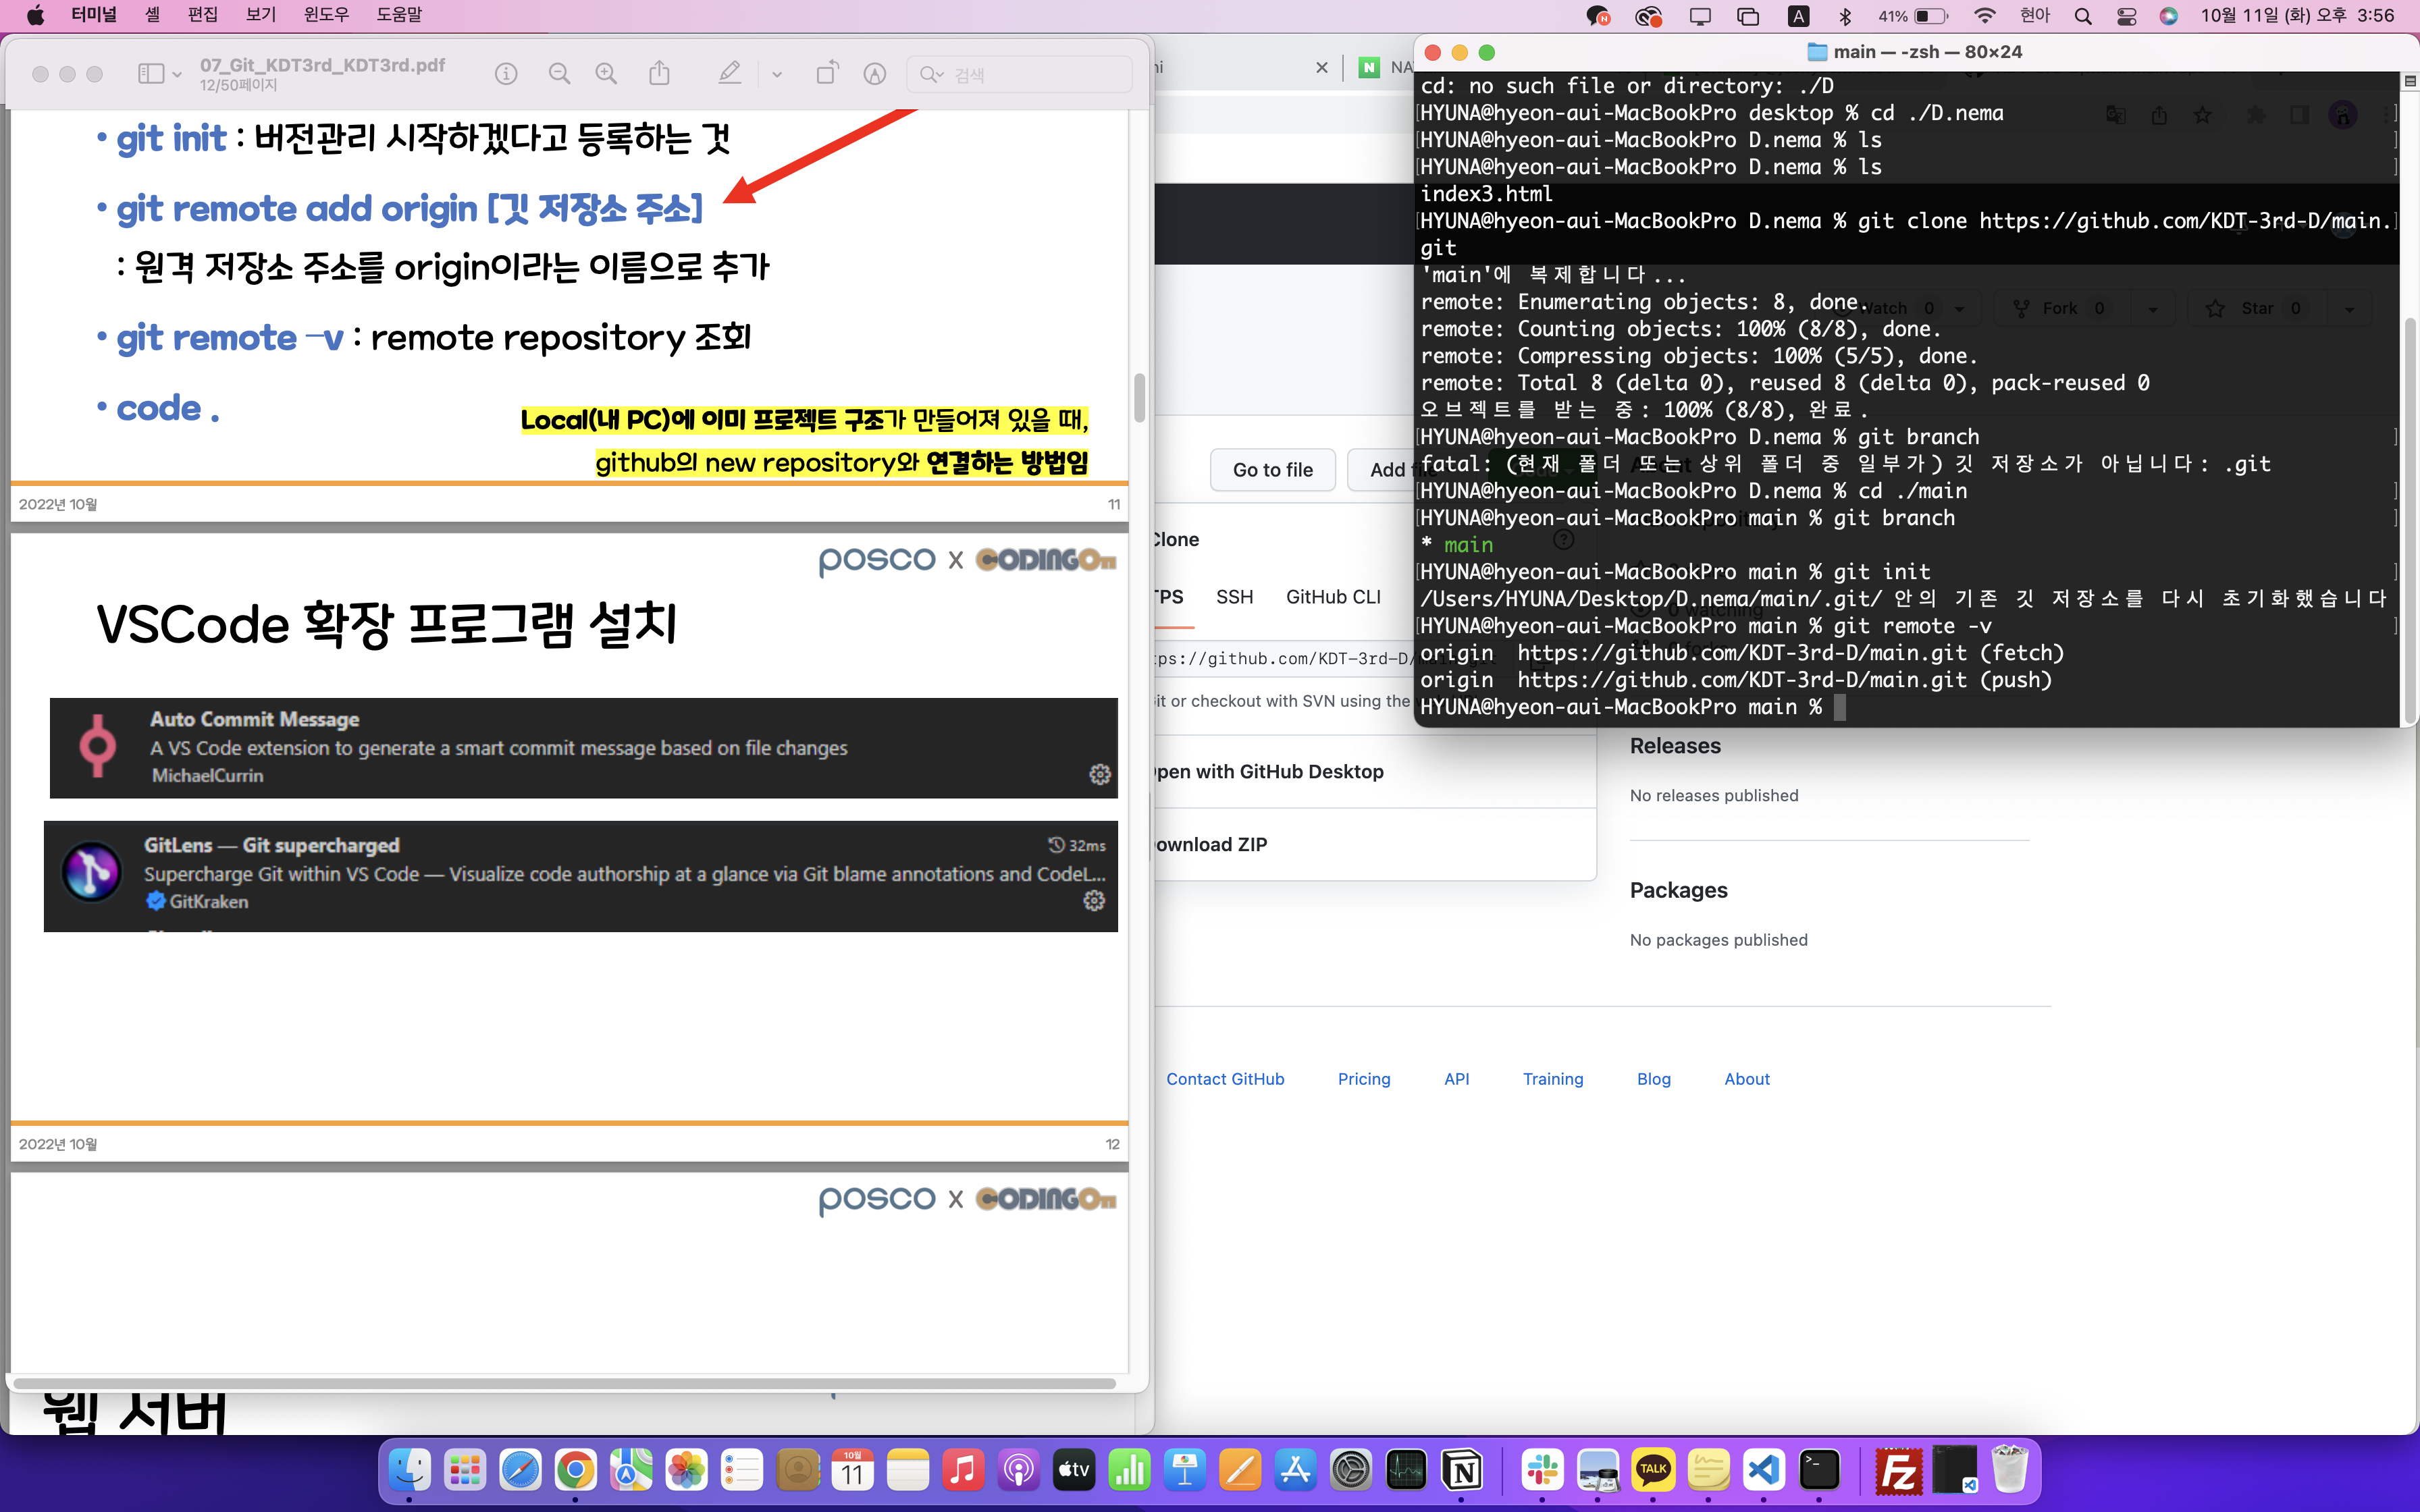 터미널 셸 편집 보기 윈도우 도움말
A 41% 현아 10월 11일 (화) 오후 3:56
07_Git_KDT3rd_KDT3rd.pdf
12/50페이지
검색
• git init : 버전관리 시작하겠다고 등록하는 것
• git remote add origin [깃 저장소 주소]
: 원격 저장소 주소를 origin이라는 이름으로 추가
• git remote –v : remote repository 조회
• code .
Local(내 PC)에 이미 프로젝트 구조가 만들어져 있을 때,
github의 new repository와 연결하는 방법임
2022년 10월 11
posco X CODINGOn
VSCode 확장 프로그램 설치
Auto Commit Message
A VS Code extension to generate a smart commit message based on file changes
MichaelCurrin
GitLens — Git supercharged 32ms
Supercharge Git within VS Code — Visualize code authorship at a glance via Git blame annotations and CodeL...
GitKraken
2022년 10월 12
posco X CODINGOn
웹 서버
N NA
main — -zsh — 80×24
cd: no such file or directory: ./D
HYUNA@hyeon-aui-MacBookPro desktop % cd ./D.nema
HYUNA@hyeon-aui-MacBookPro D.nema % ls
HYUNA@hyeon-aui-MacBookPro D.nema % ls
index3.html
HYUNA@hyeon-aui-MacBookPro D.nema % git clone https://github.com/KDT-3rd-D/main.
git
'main'에 복제합니다...
remote: Enumerating objects: 8, done.
remote: Counting objects: 100% (8/8), done.
remote: Compressing objects: 100% (5/5), done.
remote: Total 8 (delta 0), reused 8 (delta 0), pack-reused 0
오브젝트를 받는 중: 100% (8/8), 완료.
HYUNA@hyeon-aui-MacBookPro D.nema % git branch
fatal: (현재 폴더 또는 상위 폴더 중 일부가) 깃 저장소가 아닙니다: .git
HYUNA@hyeon-aui-MacBookPro D.nema % cd ./main
HYUNA@hyeon-aui-MacBookPro main % git branch
* main
HYUNA@hyeon-aui-MacBookPro main % git init
/Users/HYUNA/Desktop/D.nema/main/.git/ 안의 기존 깃 저장소를 다시 초기화했습니다
HYUNA@hyeon-aui-MacBookPro main % git remote -v
origin https://github.com/KDT-3rd-D/main.git (fetch)
origin https://github.com/KDT-3rd-D/main.git (push)
HYUNA@hyeon-aui-MacBookPro main %
Watch 0 Fork 0 Star 0
Go to file Add file
About
Clone
TPS SSH GitHub CLI
tps://github.com/KDT-3rd-D/
it or checkout with SVN using the
0 watching
pen with GitHub Desktop
ownload ZIP
Releases
No releases published
Packages
No packages published
Contact GitHub Pricing API Training Blog About
10월
11
tv
N
TALK
Fz